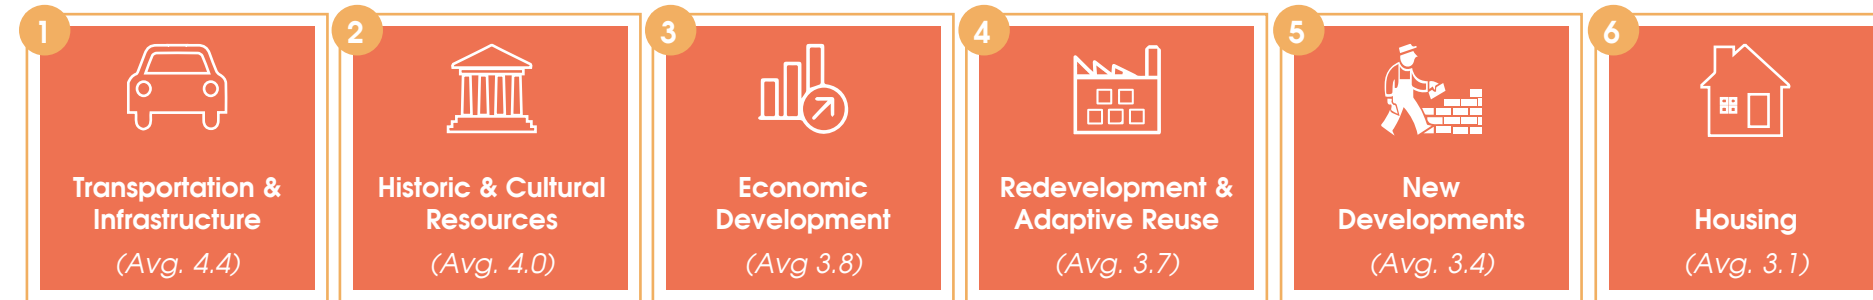 1
Transportation &
Infrastructure
(Avg. 4.4)
2
Historic & Cultural
Resources
(Avg. 4.0)
3
Economic
Development
(Avg 3.8)
4
Redevelopment &
Adaptive Reuse
(Avg. 3.7)
5
New
Developments
(Avg. 3.4)
6
Housing
(Avg. 3.1)